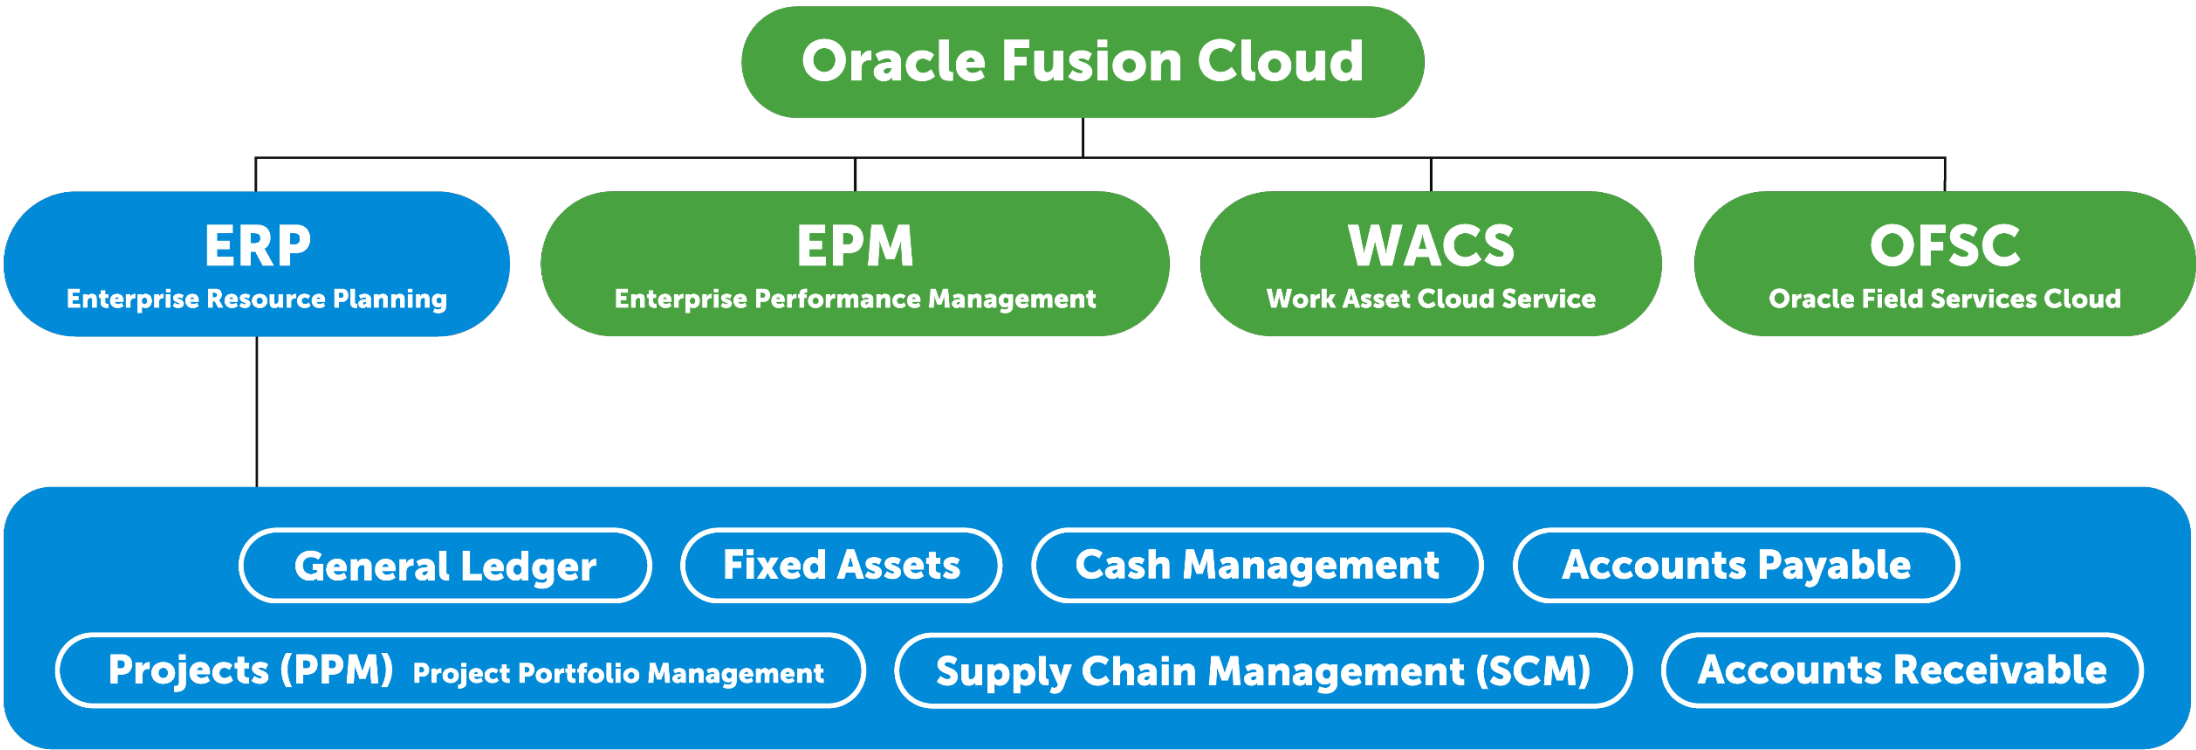 Oracle Fusion Cloud
ERP
Enterprise Resource Planning
EPM
Enterprise Performance Management
WACS
Work Asset Cloud Service
OFSC
Oracle Field Services Cloud
General Ledger
Fixed Assets
Cash Management
Accounts Payable
Projects (PPM) Project Portfolio Management
Supply Chain Management (SCM)
Accounts Receivable